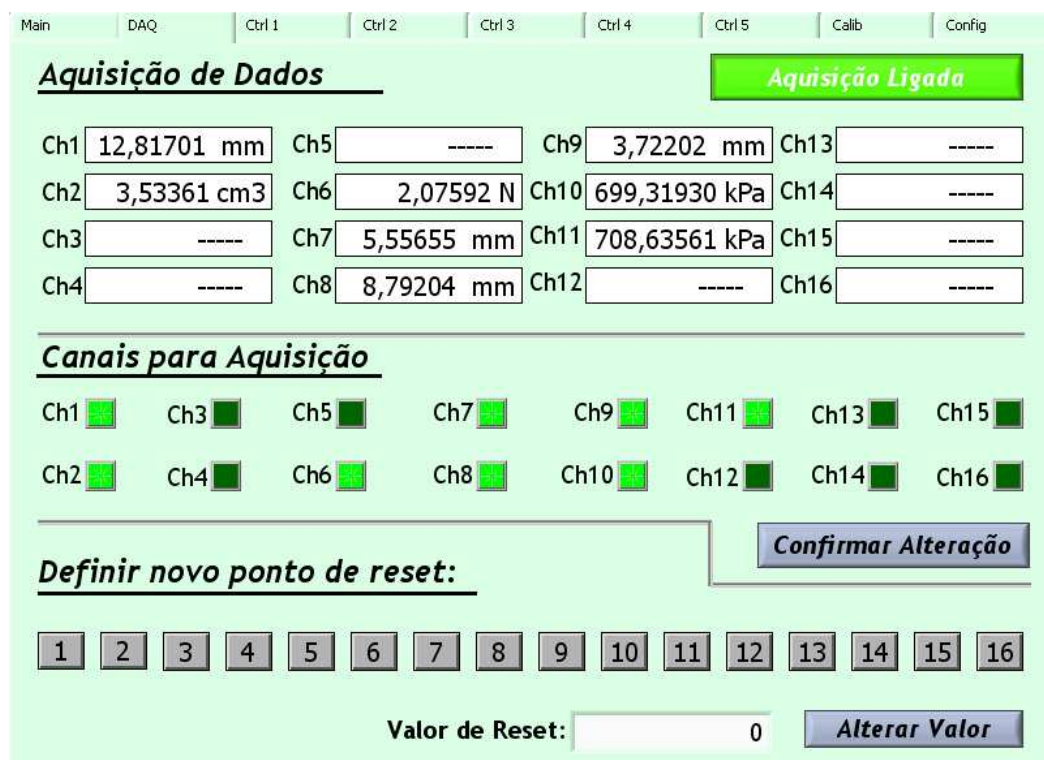 Main DAQ Ctrl 1 Ctrl 2 Ctrl 3 Ctrl 4 Ctrl 5 Calib Config
Aquisição de Dados Aquisição Ligada
Ch1 12,81701 mm Ch5 ----- Ch9 3,72202 mm Ch13 -----
Ch2 3,53361 cm3 Ch6 2,07592 N Ch10 699,31930 kPa Ch14 -----
Ch3 ----- Ch7 5,55655 mm Ch11 708,63561 kPa Ch15 -----
Ch4 ----- Ch8 8,79204 mm Ch12 ----- Ch16 -----
Canais para Aquisição
Ch1 Ch3 Ch5 Ch7 Ch9 Ch11 Ch13 Ch15
Ch2 Ch4 Ch6 Ch8 Ch10 Ch12 Ch14 Ch16
Confirmar Alteração
Definir novo ponto de reset:
1 2 3 4 5 6 7 8 9 10 11 12 13 14 15 16
Valor de Reset: 0 Alterar Valor